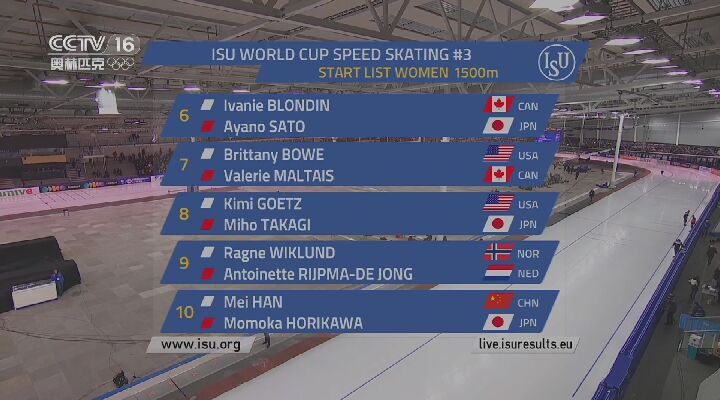 CCTV 16
奥林匹克
ISU WORLD CUP SPEED SKATING #3
START LIST WOMEN 1500m
ISU
6 Ivanie BLONDIN CAN
Ayano SATO JPN
7 Brittany BOWE USA
Valerie MALTAIS CAN
8 Kimi GOETZ USA
Miho TAKAGI JPN
9 Ragne WIKLUND NOR
Antoinette RIJPMA-DE JONG NED
10 Mei HAN CHN
Momoka HORIKAWA JPN
www.isu.org
live.isuresults.eu